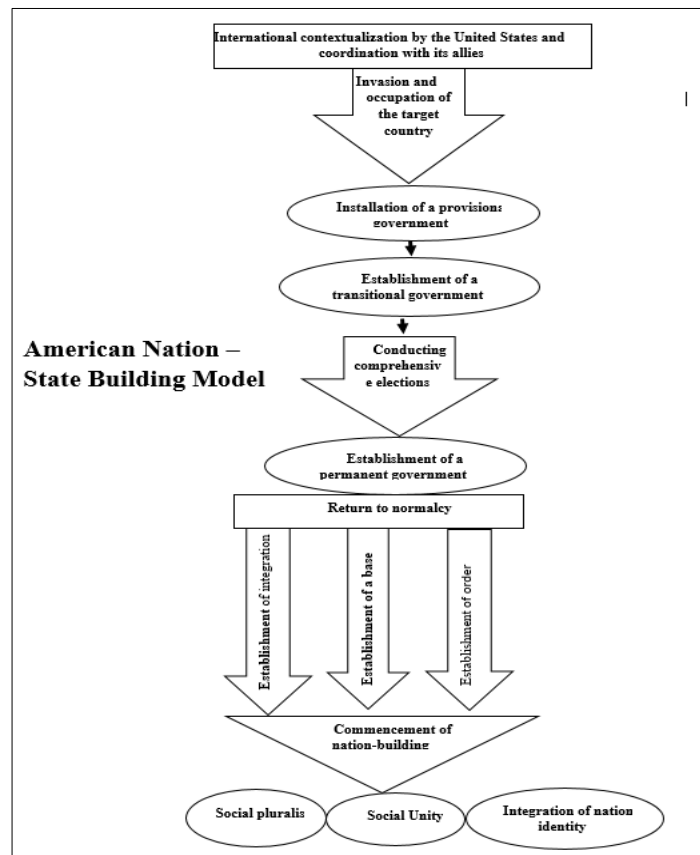 International contextualization by the United States and
coordination with its allies
Invasion and
occupation of
the target
country
Installation of a provisiona
government
Establishment of a
transitional government
American Nation –
State Building Model
Conducting
comprehensiv
e elections
Establishment of a
permanent government
Return to normalcy
Establishment of integration
Establishment of a base
Establishment of order
Commencement of
nation-building
Social pluralis
Social Unity
Integration of nation
identity